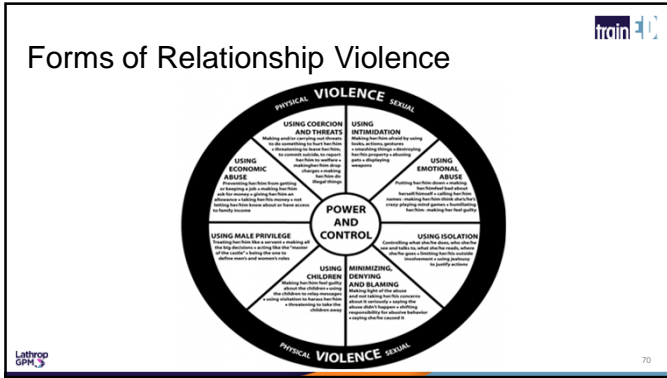 train ED
Forms of Relationship Violence
PHYSICAL VIOLENCE SEXUAL
USING COERCION
AND THREATS
Making and/or carrying out threats
to do something to hurt her/him
• threatening to leave her/him,
to commit suicide, to report
her/him to welfare •
making her/him drop
charges • making
her/him do
illegal things
USING
INTIMIDATION
Making her/him afraid by using
looks, actions, gestures
• smashing things • destroying
her/his property • abusing
pets • displaying
weapons
USING
ECONOMIC
ABUSE
Preventing her/him from getting
or keeping a job • making her/him
ask for money • giving her/him an
allowance • taking her/his money • not
letting her/him know about or have access
to family income
USING
EMOTIONAL
ABUSE
Putting her/him down • making
her/him feel bad about
herself/himself • calling her/him
names • making her/him think she's/he's
crazy • playing mind games • humiliating
her/him • making her/him feel guilty
POWER
AND
CONTROL
USING MALE PRIVILEGE
Treating her/him like a servant • making all
the big decisions • acting like the "master
of the castle" • being the one to
define men's and women's roles
USING ISOLATION
Controlling what she/he does, who she/he
see and talks to, what she/he reads, where
she/he goes • limiting her/his outside
involvement • using jealousy
to justify actions
USING
CHILDREN
Making her/him feel guilty
about the children • using
the children to relay messages
• using visitation to harass her/him
• threatening to take the
children away
MINIMIZING,
DENYING
AND BLAMING
Making light of the abuse
and not taking her/his concerns
about it seriously • saying the
abuse didn't happen • shifting
responsibility for abusive behavior
• saying she/he caused it
PHYSICAL VIOLENCE SEXUAL
Lathrop
GPM
70